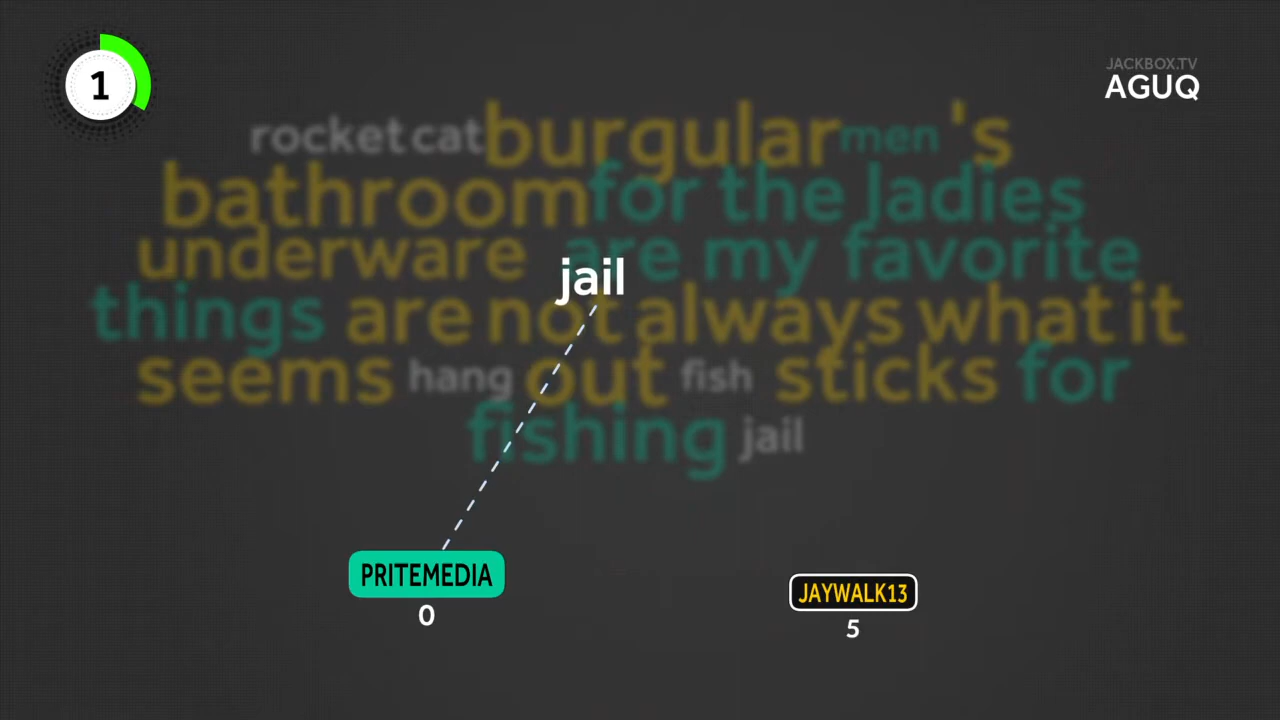 1
JACKBOX.TV
AGUQ
rocket cat burgular men 's
bathroom for the ladies
underware are my favorite
jail
things are not always what it
seems hang out fish sticks for
fishing jail
PRITEMEDIA
0
JAYWALK13
5